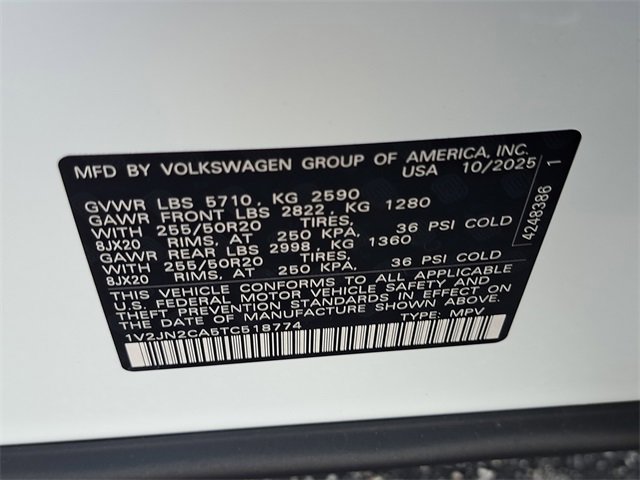 MFD BY VOLKSWAGEN GROUP OF AMERICA, INC.
USA 10/2025
GVWR LBS 5710, KG 2590
GAWR FRONT LBS 2822, KG 1280
WITH 255/50R20 TIRES,
8JX20 RIMS, AT 250 KPA, 36 PSI COLD
GAWR REAR LBS 2998, KG 1360
WITH 255/50R20 TIRES,
8JX20 RIMS, AT 250 KPA, 36 PSI COLD
THIS VEHICLE CONFORMS TO ALL APPLICABLE
U.S. FEDERAL MOTOR VEHICLE SAFETY AND
THEFT PREVENTION STANDARDS IN EFFECT ON
THE DATE OF MANUFACTURE SHOWN ABOVE.
1V2JN2CA5TC518774 TYPE: MPV
4248386 1